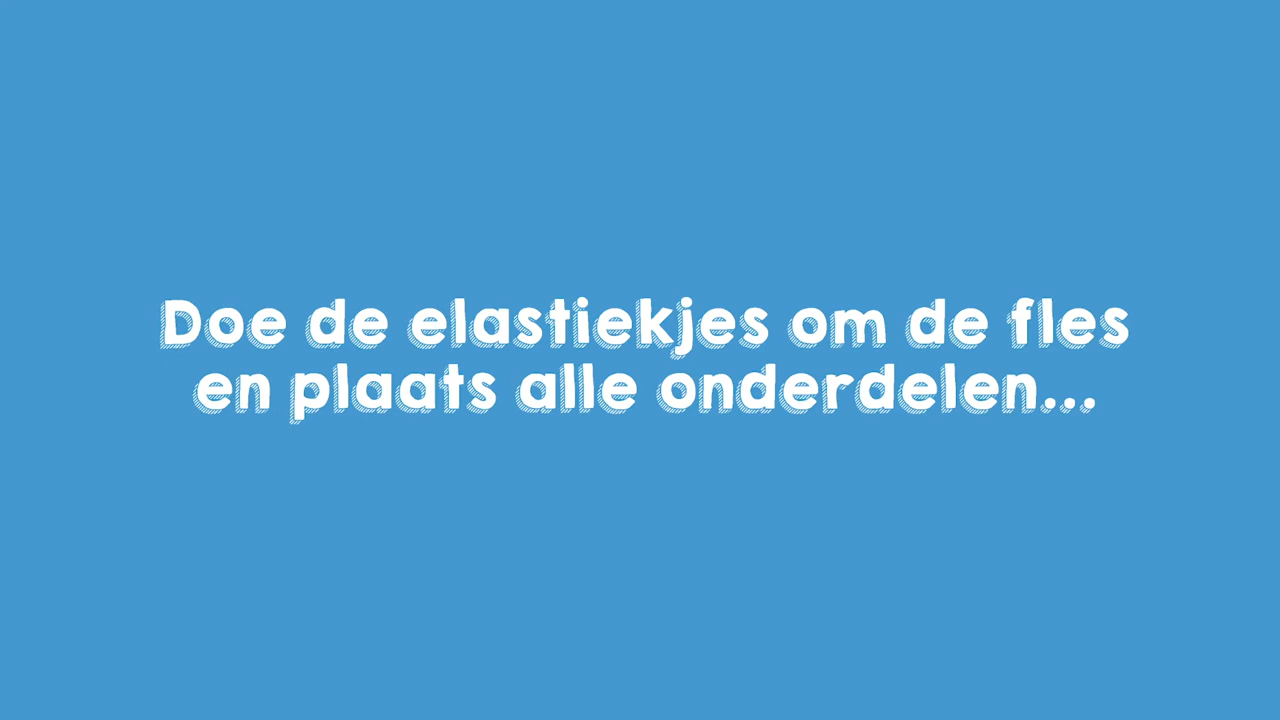 Doe de elastiekjes om de fles
en plaats alle onderdelen...